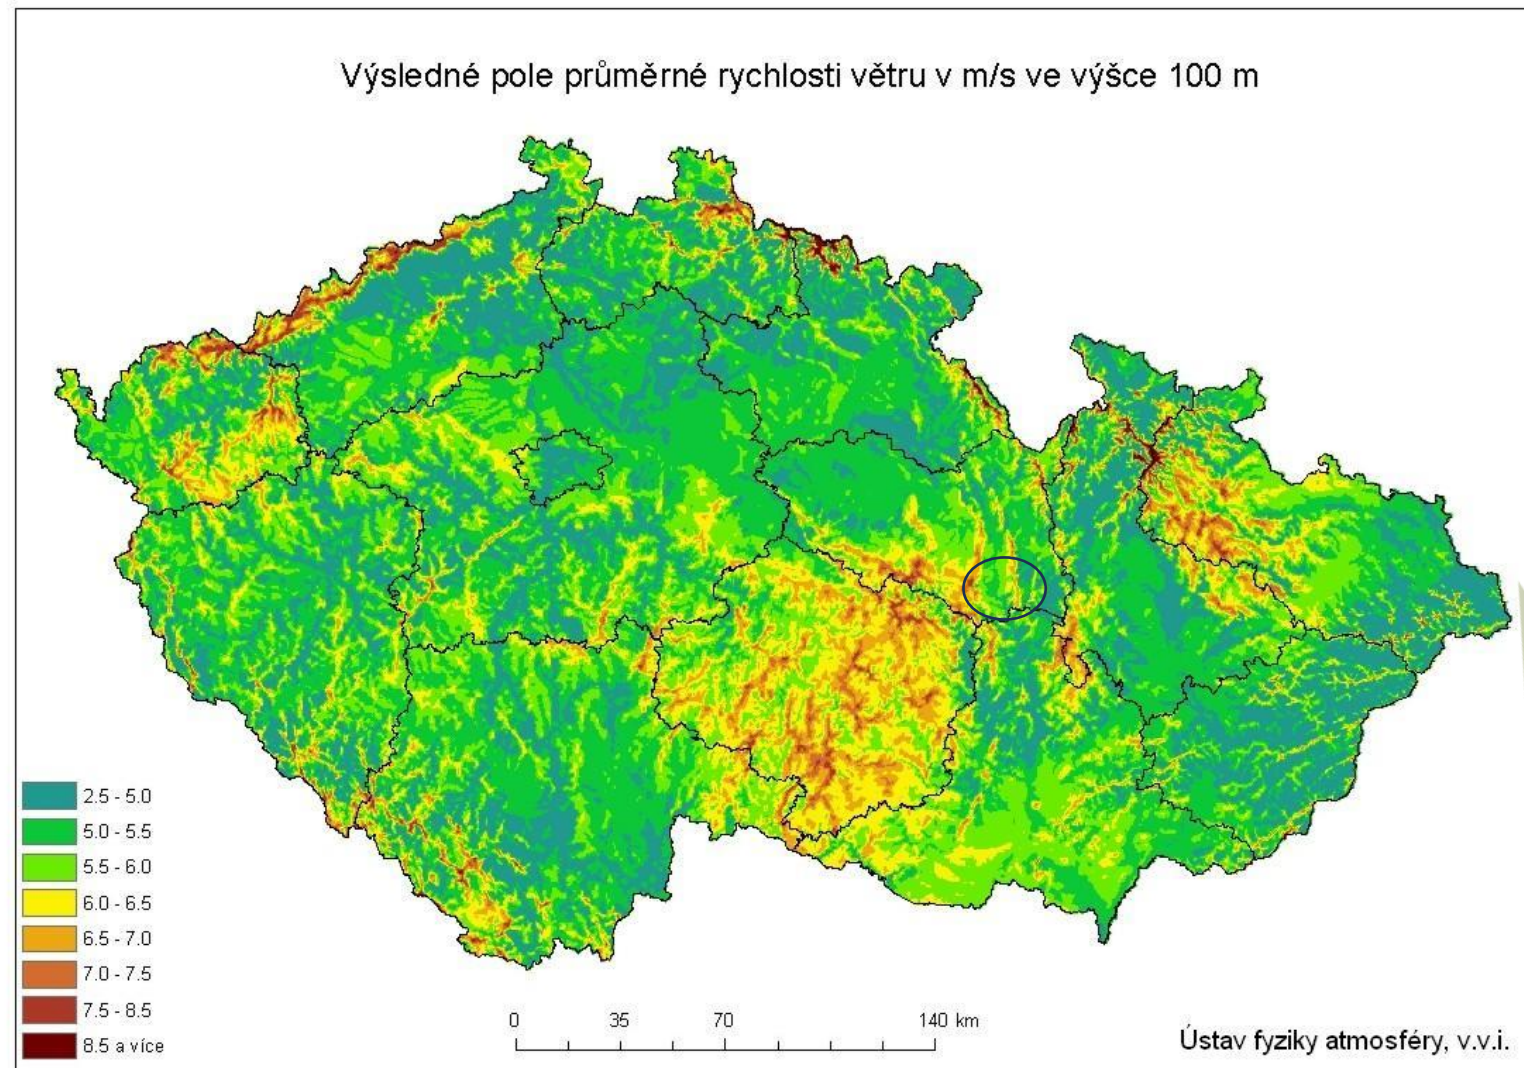 Výsledné pole průměrné rychlosti větru v m/s ve výšce 100 m
2.5 - 5.0
5.0 - 5.5
5.5 - 6.0
6.0 - 6.5
6.5 - 7.0
7.0 - 7.5
7.5 - 8.5
8.5 a více
0 35 70 140 km
Ústav fyziky atmosféry, v.v.i.